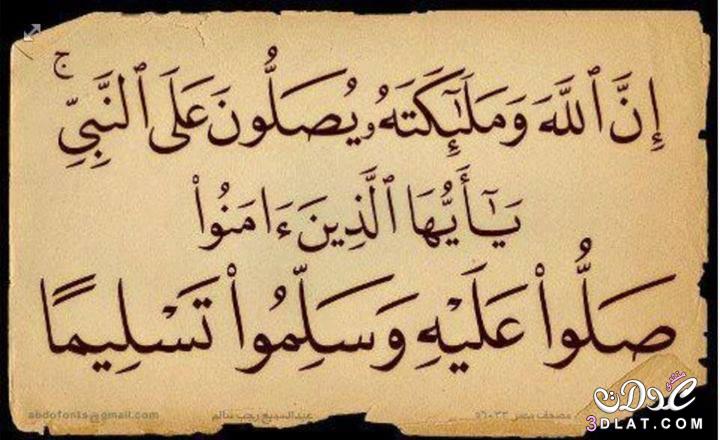 إِنَّ ٱللَّهَ وَمَلَٰٓئِكَتَهُۥ يُصَلُّونَ عَلَى ٱلنَّبِيِّ ۚ
يَٰٓأَيُّهَا ٱلَّذِينَ ءَامَنُوا۟
صَلُّوا۟ عَلَيْهِ وَسَلِّمُوا۟ تَسْلِيمًا
abdofonts@gmail.com عبدالسميع رجب سالم مصحف مصر
منتدى عدلات
3DLAT.COM